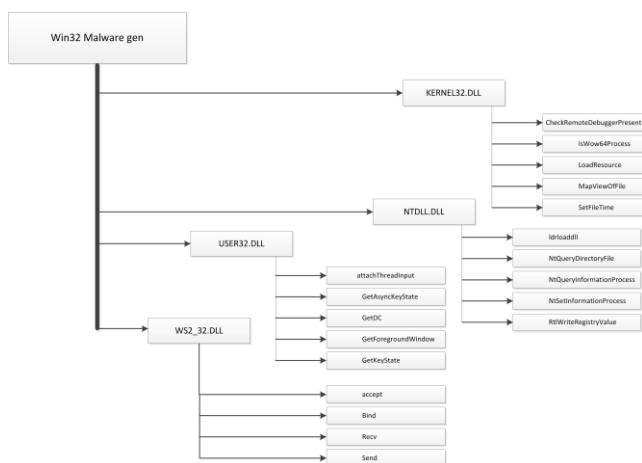 Win32 Malware gen
KERNEL32.DLL
CheckRemoteDebuggerPresent
IsWow64Process
LoadResource
MapViewOfFile
SetFileTime
NTDLL.DLL
ldrloaddll
NtQueryDirectoryFile
NtQueryInformationProcess
NtSetInformationProcess
RtlWriteRegistryValue
USER32.DLL
attachThreadInput
GetAsyncKeyState
GetDC
GetForegroundWindow
GetKeyState
WS2_32.DLL
accept
Bind
Recv
Send